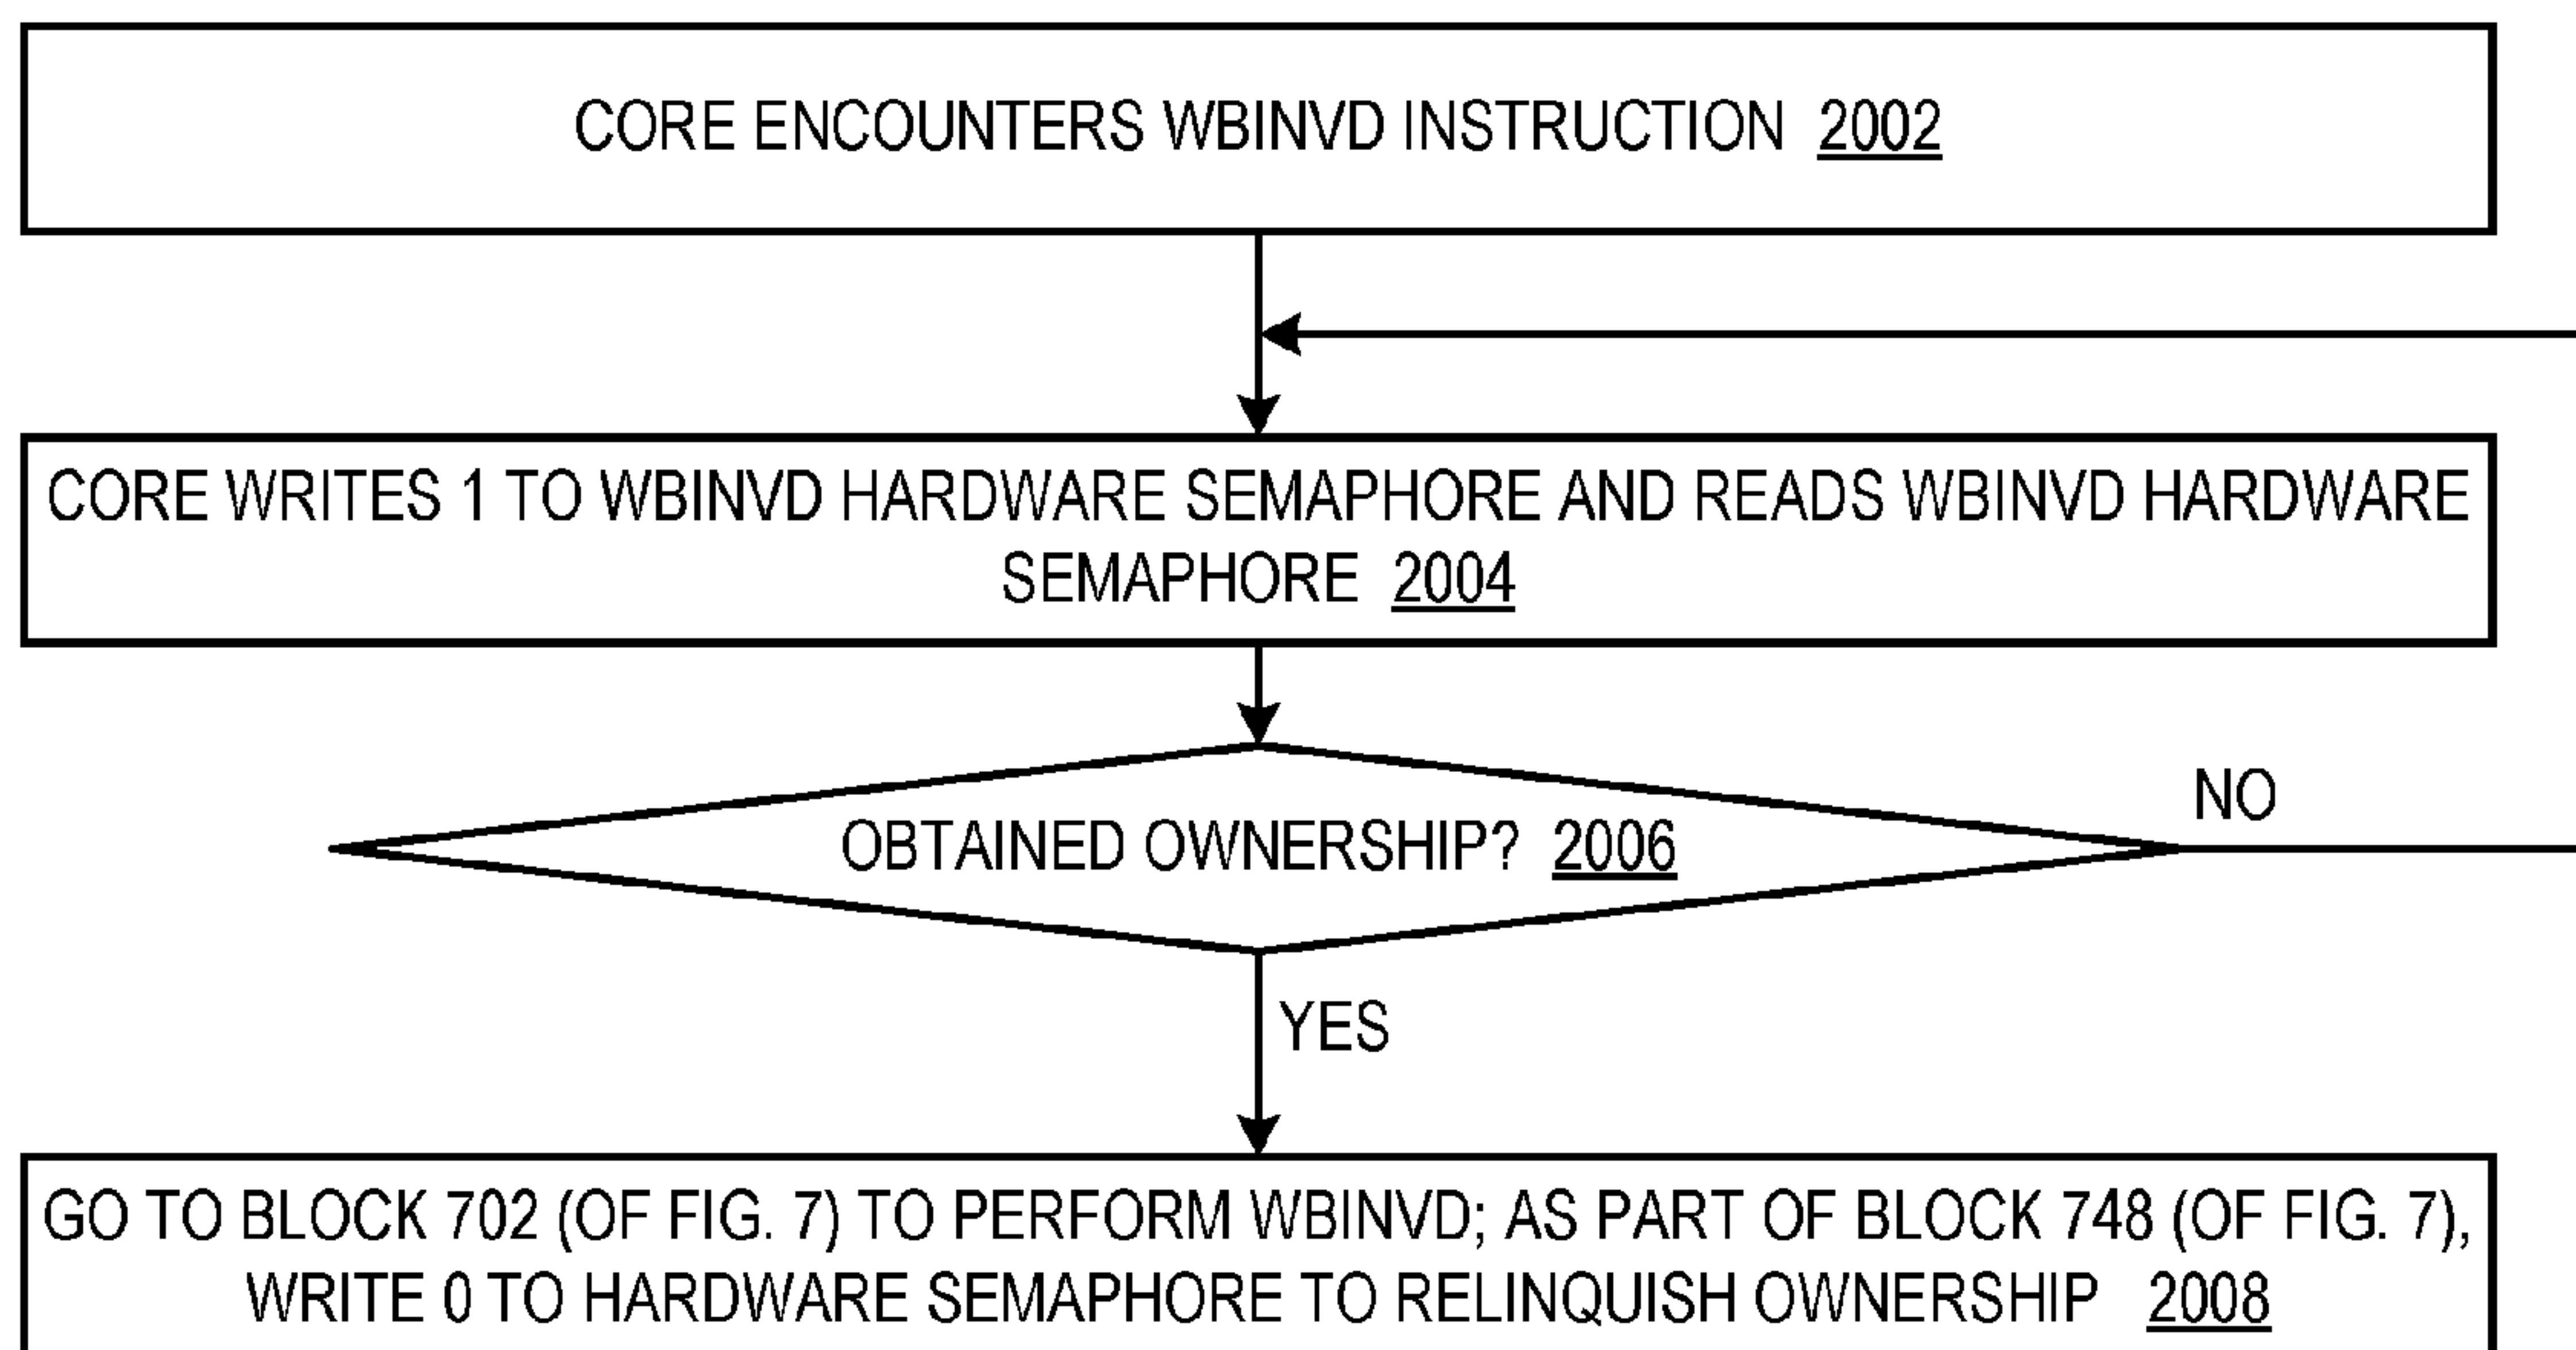 CORE ENCOUNTERS WBINVD INSTRUCTION 2002
CORE WRITES 1 TO WBINVD HARDWARE SEMAPHORE AND READS WBINVD HARDWARE
SEMAPHORE 2004
OBTAINED OWNERSHIP? 2006
NO
YES
GO TO BLOCK 702 (OF FIG. 7) TO PERFORM WBINVD; AS PART OF BLOCK 748 (OF FIG. 7),
WRITE 0 TO HARDWARE SEMAPHORE TO RELINQUISH OWNERSHIP 2008